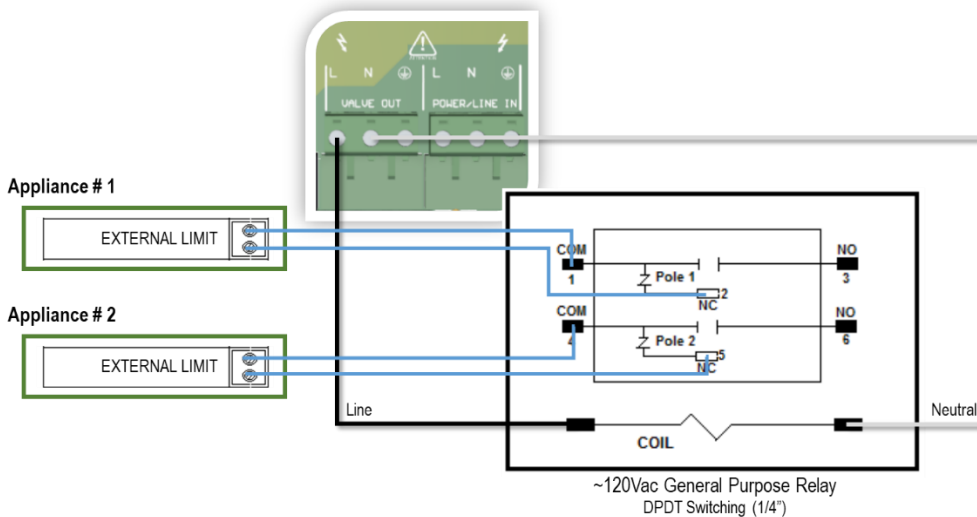 L N L N
VALVE OUT POWER/LINE IN
Appliance # 1
EXTERNAL LIMIT
Appliance # 2
EXTERNAL LIMIT
COM
1
Pole 1
2
NC
NO
3
COM
4
Pole 2
5
NC
NO
6
Line
COIL
Neutral
~120Vac General Purpose Relay
DPDT Switching (1/4")